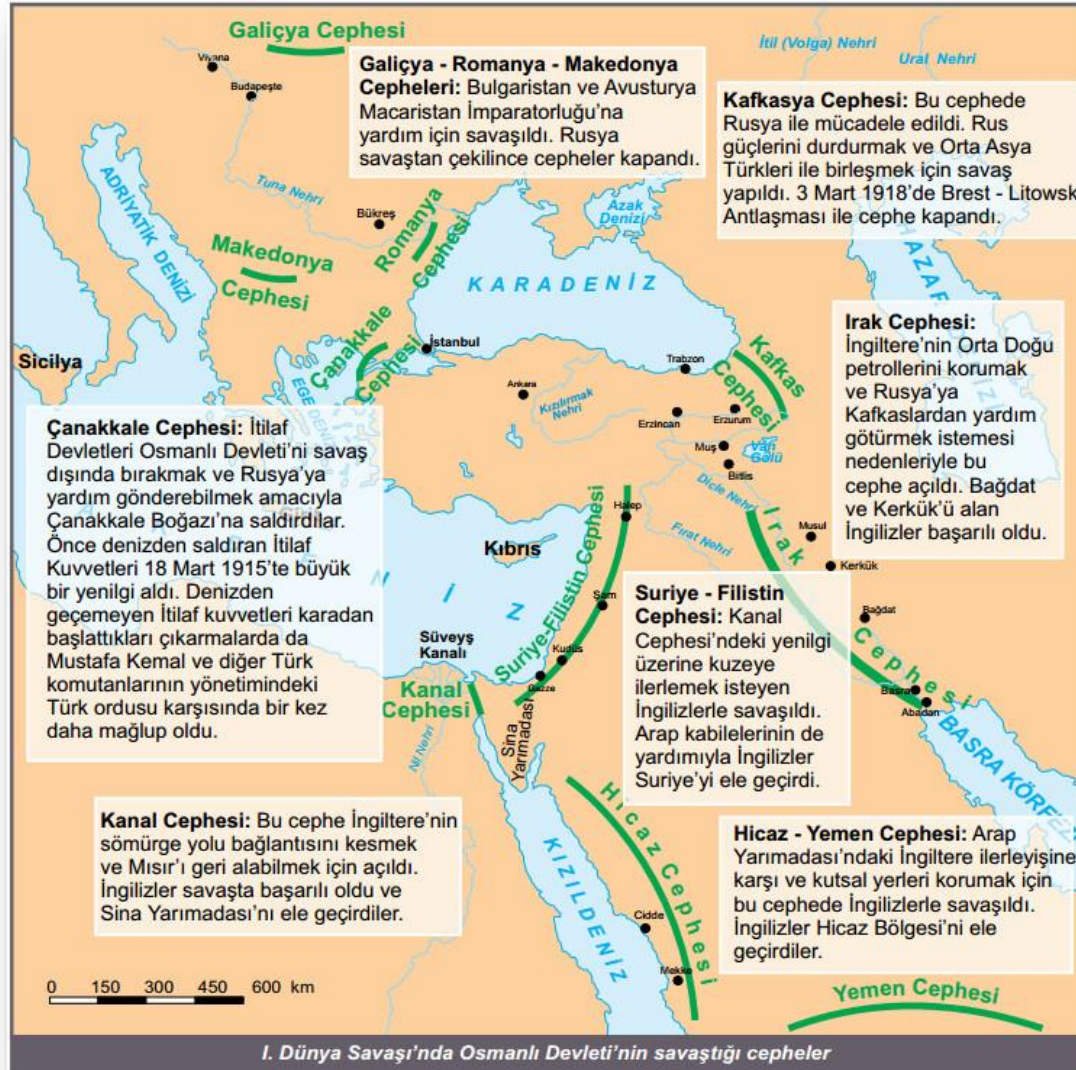 Galiçya Cephesi
Viyana
Budapeşte
Galiçya - Romanya - Makedonya
Cepheleri: Bulgaristan ve Avusturya
Macaristan İmparatorluğu'na
yardım için savaşıldı. Rusya
savaştan çekilince cepheler kapandı.
İtil (Volga) Nehri
Ural Nehri
Kafkasya Cephesi: Bu cephede
Rusya ile mücadele edildi. Rus
güçlerini durdurmak ve Orta Asya
Türkleri ile birleşmek için savaş
yapıldı. 3 Mart 1918'de Brest - Litowsk
Antlaşması ile cephe kapandı.
ADRİYATİK DENİZİ
Tuna Nehri
Bükreş
Romanya
Cephesi
Azak
Denizi
Makedonya
Cephesi
KARADENİZ
HAZAR
Sicilya
Çanakkale
Cephesi
İstanbul
EGE DENİZİ
Ankara
Kızılırmak
Nehri
Trabzon
Kafkas
Cephesi
Erzincan
Erzurum
Muş
Van
Gölü
Bitlis
Dicle Nehri
Irak Cephesi:
İngiltere'nin Orta Doğu
petrollerini korumak
ve Rusya'ya
Kafkaslardan yardım
götürmek istemesi
nedenleriyle bu
cephe açıldı. Bağdat
ve Kerkük'ü alan
İngilizler başarılı oldu.
Çanakkale Cephesi: İtilaf
Devletleri Osmanlı Devleti'ni savaş
dışında bırakmak ve Rusya'ya
yardım gönderebilmek amacıyla
Çanakkale Boğazı'na saldırdılar.
Önce denizden saldıran İtilaf
Kuvvetleri 18 Mart 1915'te büyük
bir yenilgi aldı. Denizden
geçemeyen İtilaf kuvvetleri karadan
başlattıkları çıkarmalarda da
Mustafa Kemal ve diğer Türk
komutanlarının yönetimindeki
Türk ordusu karşısında bir kez
daha mağlup oldu.
Halep
Fırat Nehri
Irak
Cephesi
Musul
Kerkük
Kıbrıs
Suriye-Filistin Cephesi
Şam
Kudüs
Gazze
Süveyş
Kanalı
Kanal
Cephesi
Sina
Yarımadası
Nil Nehri
Suriye - Filistin
Cephesi: Kanal
Cephesi'ndeki yenilgi
üzerine kuzeye
ilerlemek isteyen
İngilizlerle savaşıldı.
Arap kabilelerinin de
yardımıyla İngilizler
Suriye'yi ele geçirdi.
Bağdat
Basra
Abadan
BASRA KÖRFEZİ
Kanal Cephesi: Bu cephe İngiltere'nin
sömürge yolu bağlantısını kesmek
ve Mısır'ı geri alabilmek için açıldı.
İngilizler savaşta başarılı oldu ve
Sina Yarımadası'nı ele geçirdiler.
KIZILDENİZ
Hicaz Cephesi
Cidde
Mekke
Hicaz - Yemen Cephesi: Arap
Yarımadası'ndaki İngiltere ilerleyişine
karşı ve kutsal yerleri korumak için
bu cephede İngilizlerle savaşıldı.
İngilizler Hicaz Bölgesi'ni ele
geçirdiler.
Yemen Cephesi
0 150 300 450 600 km
I. Dünya Savaşı'nda Osmanlı Devleti'nin savaştığı cepheler